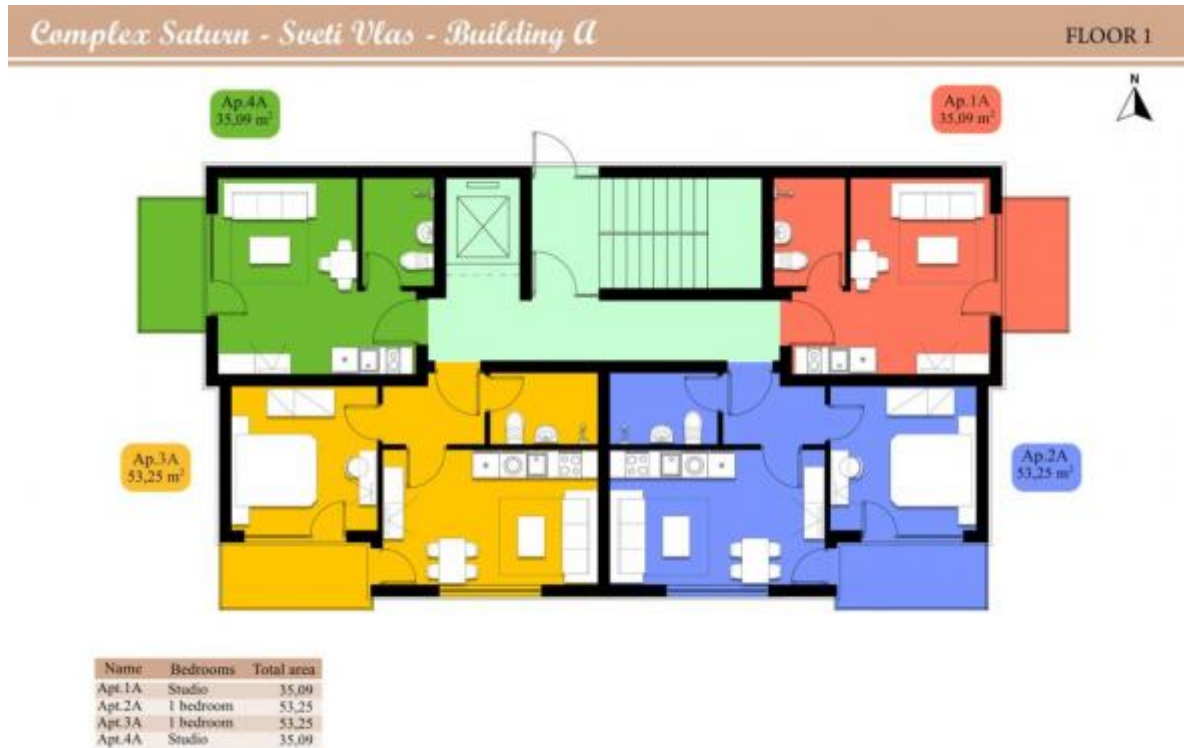 Complex Saturn - Sveti Vlas - Building A
FLOOR 1
N
Ap.4A
35,09 m²
Ap.1A
35,09 m²
Ap.3A
53,25 m²
Ap.2A
53,25 m²
Name Bedrooms Total area
Apt.1A Studio 35,09
Apt.2A 1 bedroom 53,25
Apt.3A 1 bedroom 53,25
Apt.4A Studio 35,09